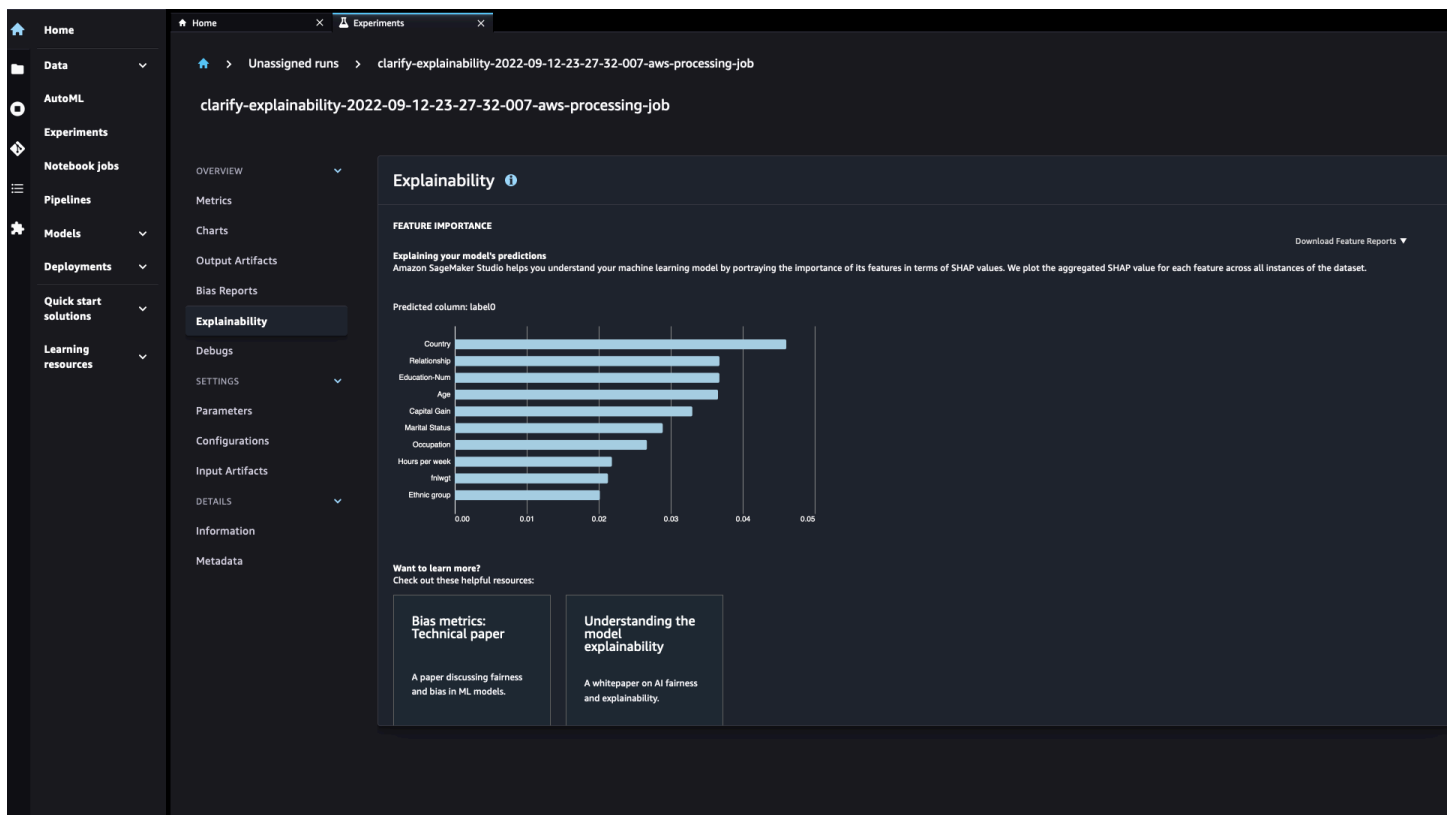 Home
Data
AutoML
Experiments
Notebook jobs
Pipelines
Models
Deployments
Quick start
solutions
Learning
resources
Home
Experiments
Unassigned runs
clarify-explainability-2022-09-12-23-27-32-007-aws-processing-job
clarify-explainability-2022-09-12-23-27-32-007-aws-processing-job
OVERVIEW
Metrics
Charts
Output Artifacts
Bias Reports
Explainability
Debugs
SETTINGS
Parameters
Configurations
Input Artifacts
DETAILS
Information
Metadata
Explainability
FEATURE IMPORTANCE
Download Feature Reports
Explaining your model's predictions
Amazon SageMaker Studio helps you understand your machine learning model by portraying the importance of its features in terms of SHAP values. We plot the aggregated SHAP value for each feature across all instances of the dataset.
Predicted column: label0
Country
Relationship
Education-Num
Age
Capital Gain
Marital Status
Occupation
Hours per week
fnlwgt
Ethnic group
0.00 0.01 0.02 0.03 0.04 0.05
Want to learn more?
Check out these helpful resources:
Bias metrics:
Technical paper
A paper discussing fairness
and bias in ML models.
Understanding the
model
explainability
A whitepaper on AI fairness
and explainability.